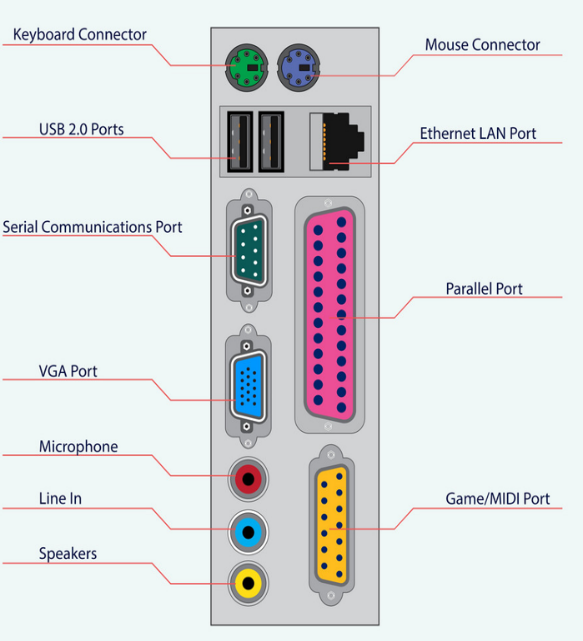 Keyboard Connector
Mouse Connector
USB 2.0 Ports
Ethernet LAN Port
Serial Communications Port
Parallel Port
VGA Port
Microphone
Line In
Game/MIDI Port
Speakers